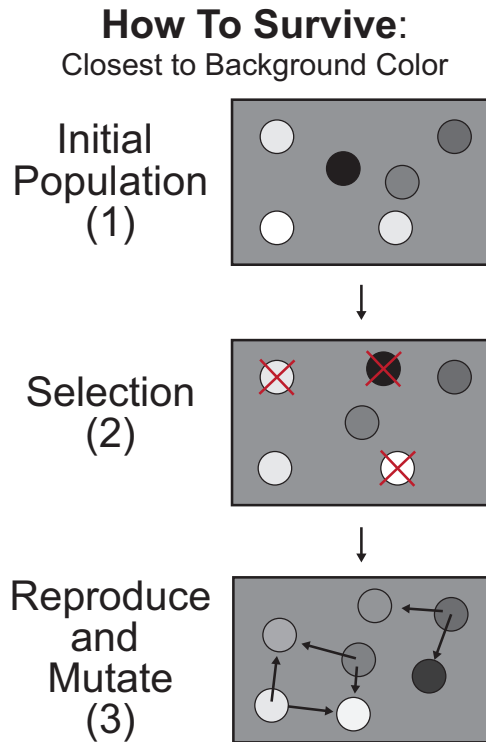 How To Survive:
Closest to Background Color
Initial
Population
(1)
Selection
(2)
Reproduce
and
Mutate
(3)